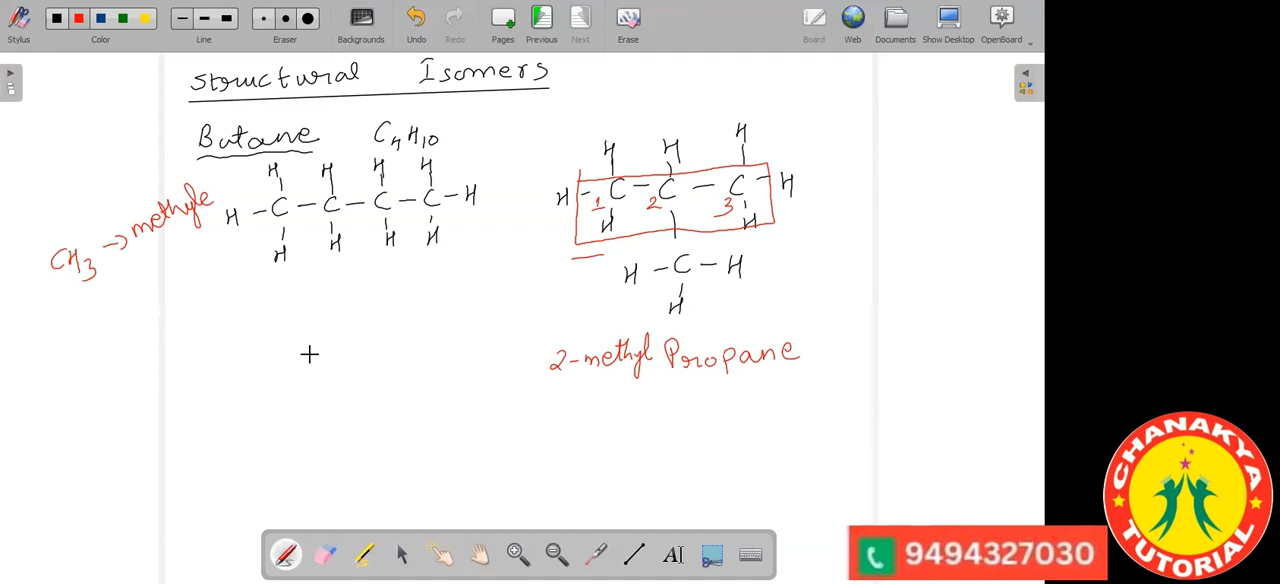 Stylus Color Line Eraser Backgrounds Undo Redo Pages Previous Next Erase Board Web Documents Show Desktop OpenBoard
Structural Isomers
Butane C4H10
H H H H
H - C - C - C - C - H
H H H H
CH3 → methyle
H H H
H - C - C - C - H
1 2 3
H H
H - C - H
H
2-methyl Propane
CHANAKYA
TUTORIAL
9494327030